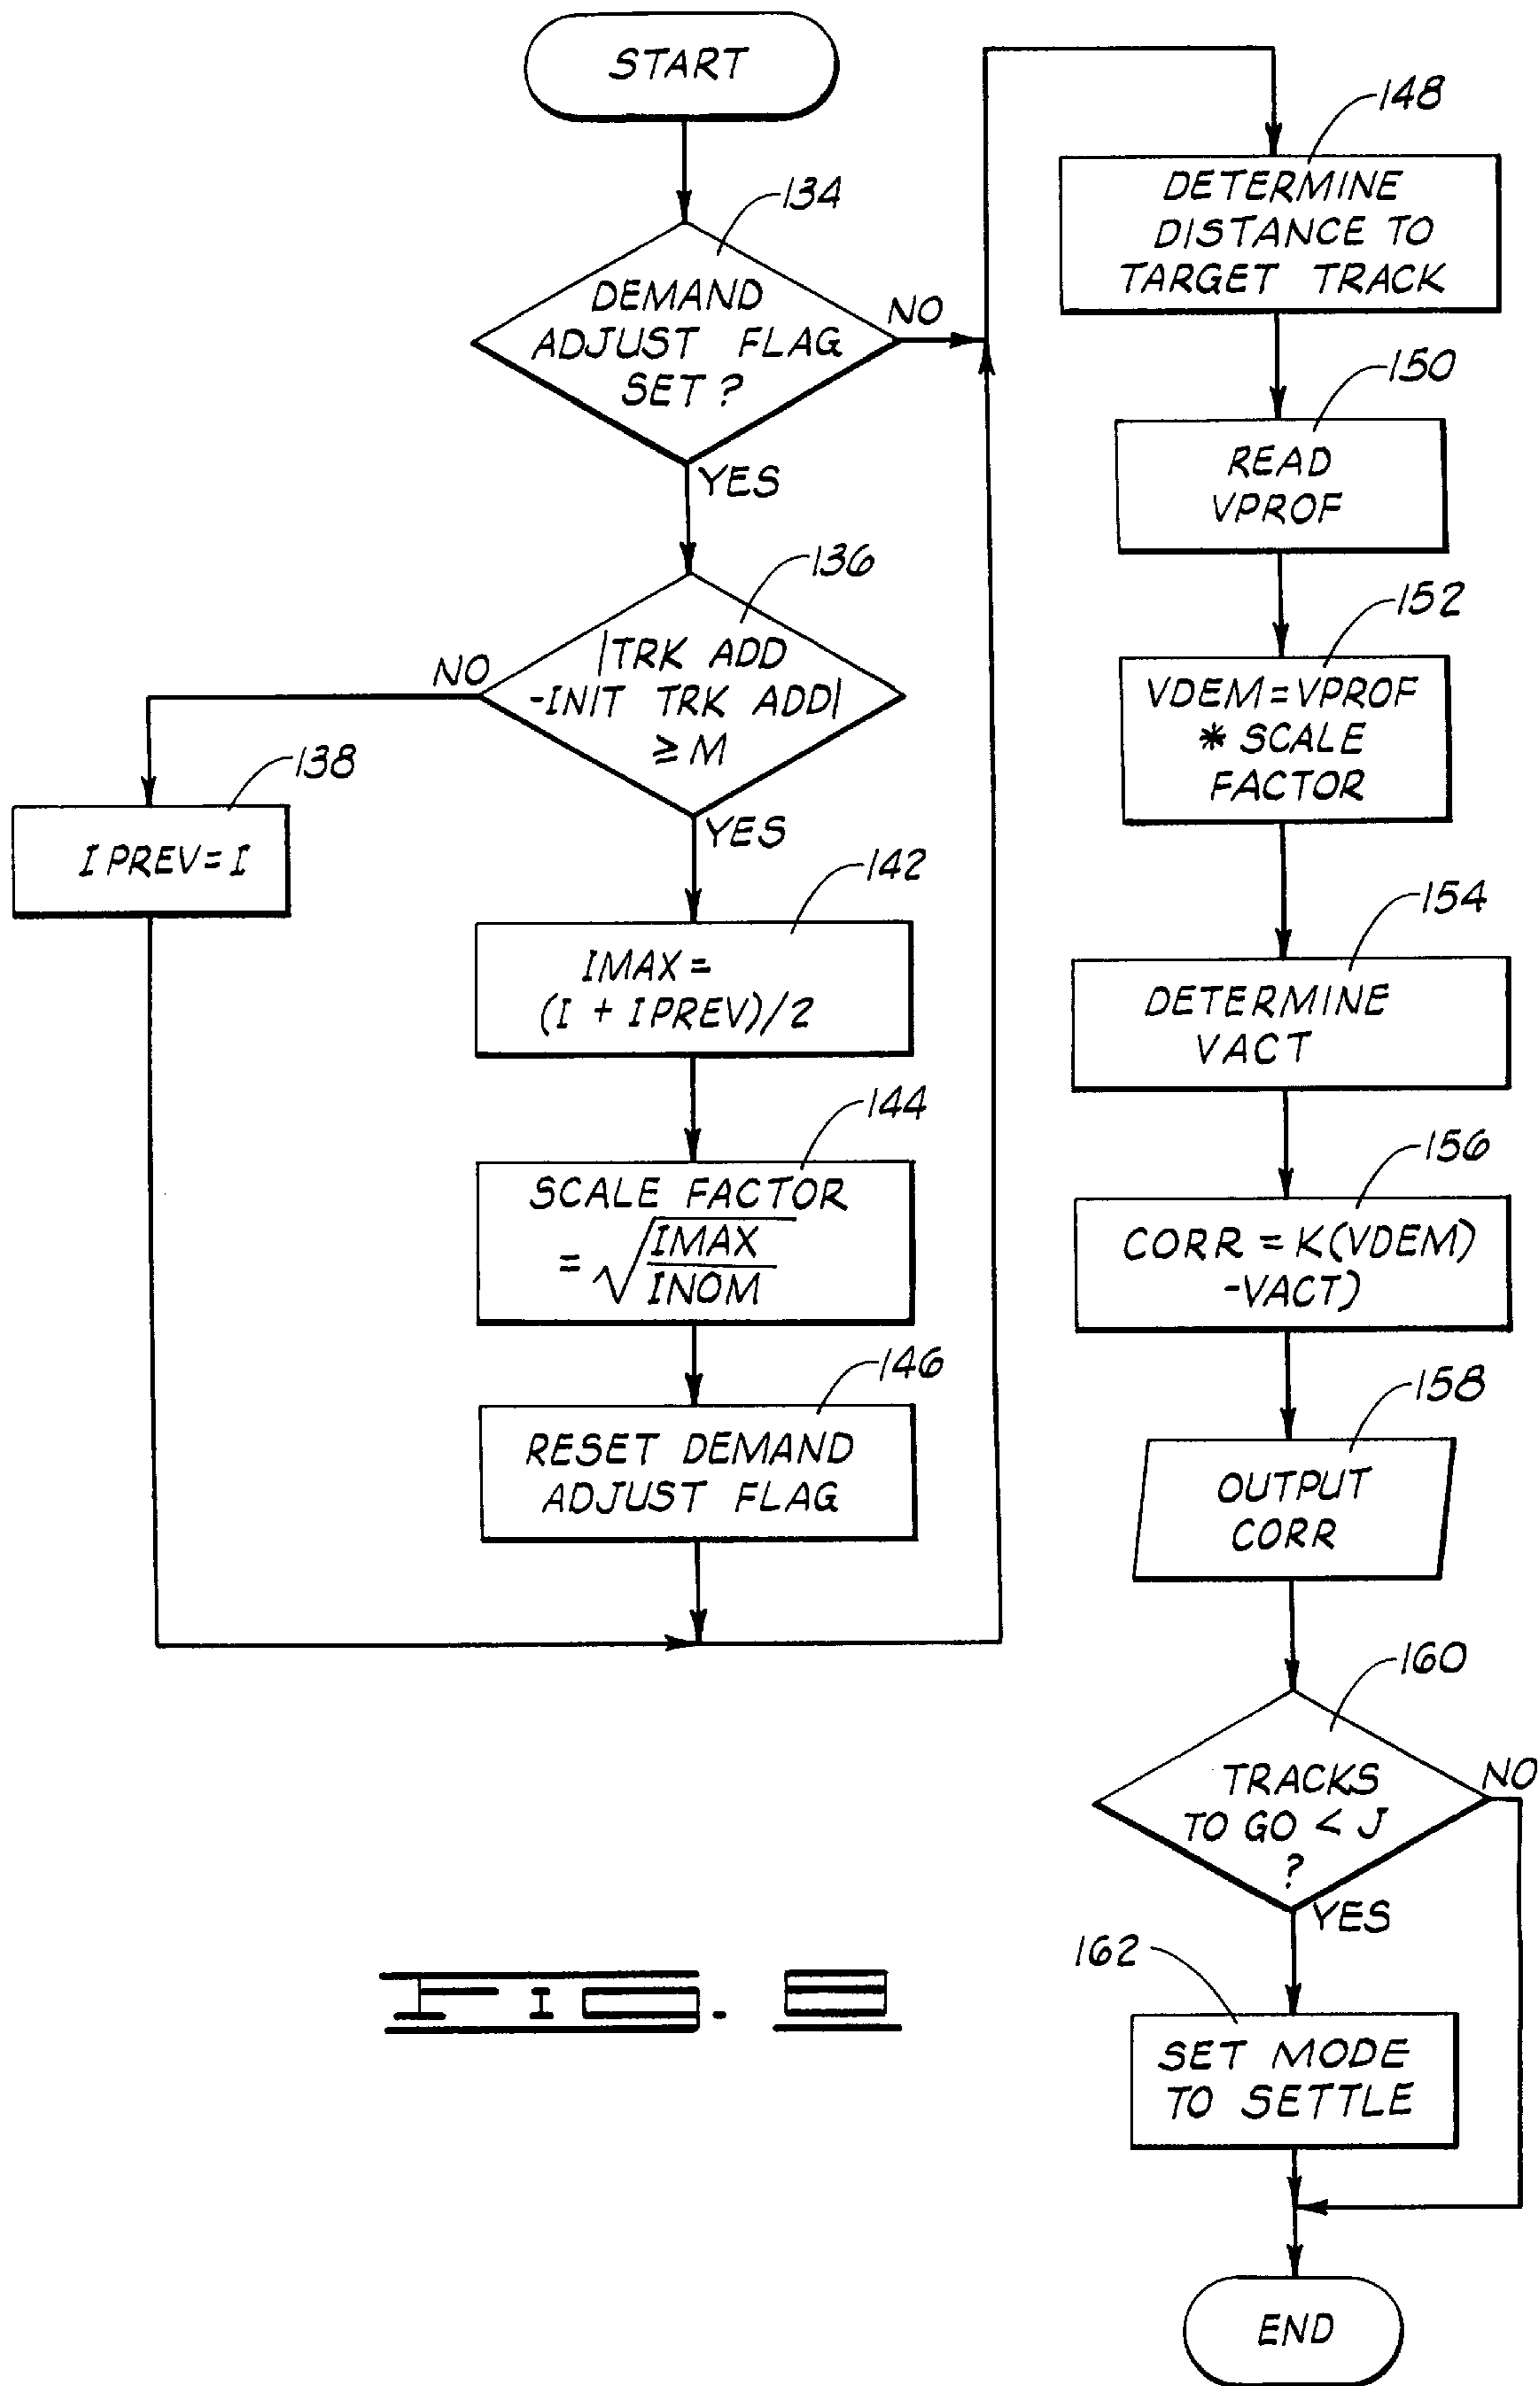 START
134
DEMAND
ADJUST FLAG
SET ?
NO
YES
136
|TRK ADD
-INIT TRK ADD|
≥ M
NO
YES
138
I PREV = I
142
IMAX =
(I + IPREV)/2
144
SCALE FACTOR
= √IMAX
INOM
146
RESET DEMAND
ADJUST FLAG
148
DETERMINE
DISTANCE TO
TARGET TRACK
150
READ
VPROF
152
VDEM = VPROF
* SCALE
FACTOR
154
DETERMINE
VACT
156
CORR = K(VDEM)
-VACT)
158
OUTPUT
CORR
160
TRACKS
TO GO < J
?
NO
YES
162
SET MODE
TO SETTLE
END
FIG. 8